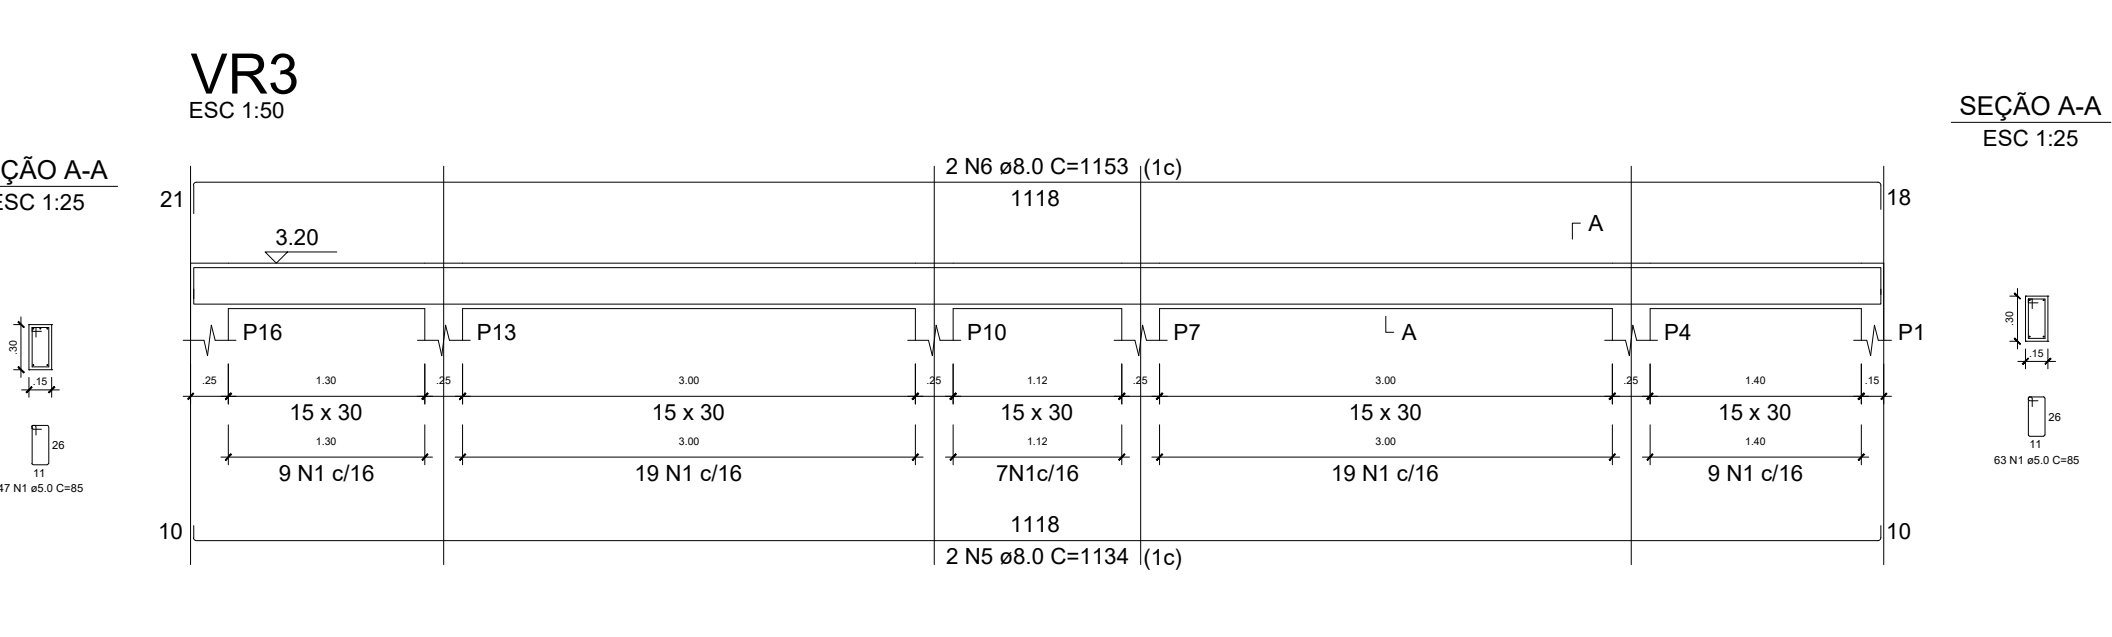 VR3
ESC 1:50
SEÇÃO A-A
ESC 1:25
ÇÃO A-A
ESC 1:25
2 N6 ø8.0 C=1153 (1c)
21
1118
18
3.20
A
P16
P13
P10
P7
A
P4
P1
.30
.15
26
11
47 N1 ø5.0 C=85
.30
.15
26
11
63 N1 ø5.0 C=85
.25
1.30
.25
3.00
.25
1.12
.25
3.00
.25
1.40
.15
15 x 30
15 x 30
15 x 30
15 x 30
15 x 30
1.30
3.00
1.12
3.00
1.40
9 N1 c/16
19 N1 c/16
7N1c/16
19 N1 c/16
9 N1 c/16
10
1118
10
2 N5 ø8.0 C=1134 (1c)